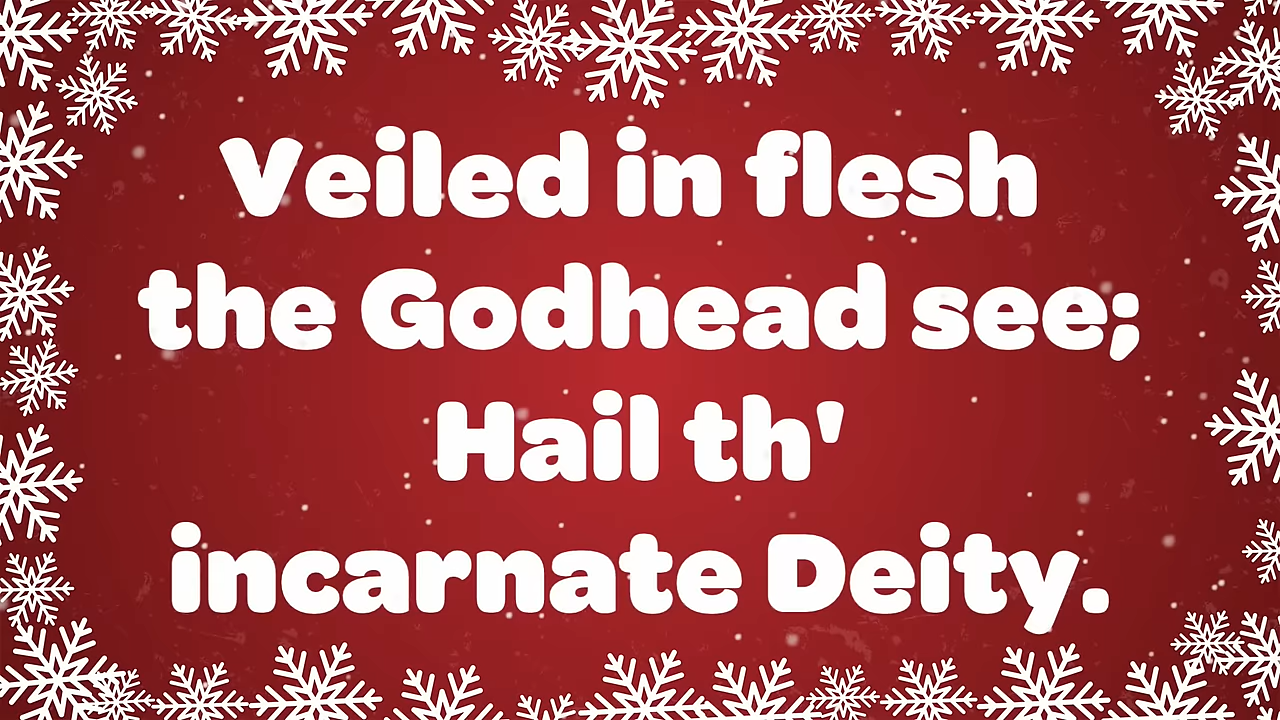 Veiled in flesh
the Godhead see;
Hail th'
incarnate Deity.